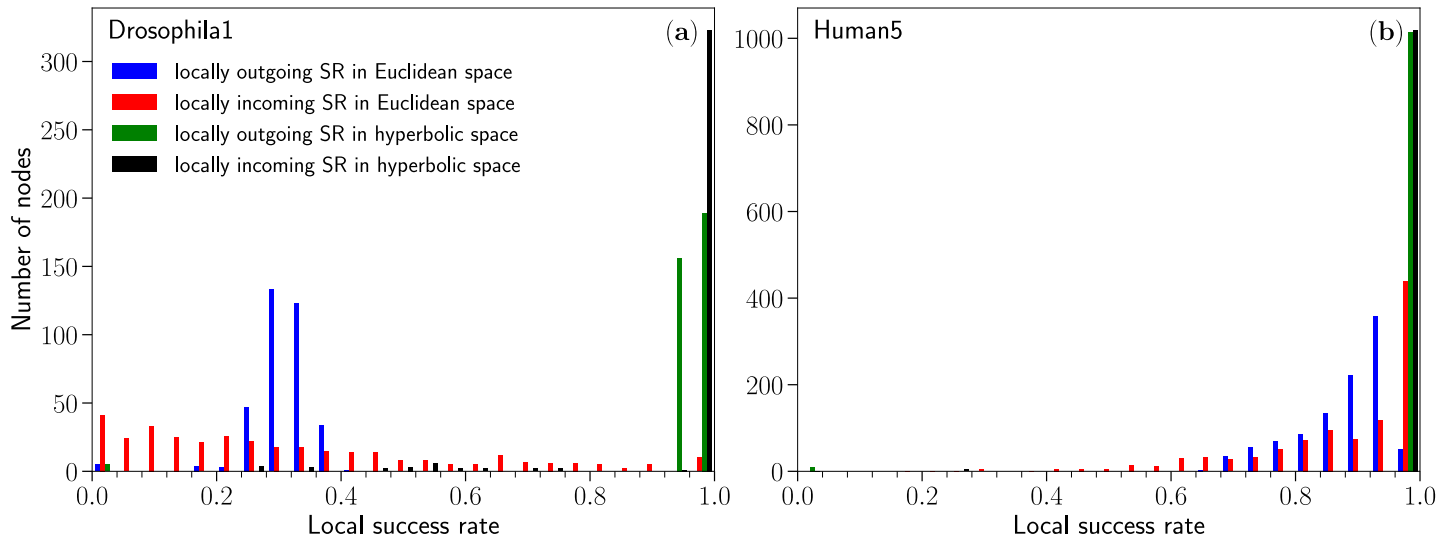 Drosophila1
(a)
locally outgoing SR in Euclidean space
locally incoming SR in Euclidean space
locally outgoing SR in hyperbolic space
locally incoming SR in hyperbolic space
Number of nodes
300
250
200
150
100
50
0
0.0 0.2 0.4 0.6 0.8 1.0
Local success rate
Human5
(b)
1000
800
600
400
200
0
0.0 0.2 0.4 0.6 0.8 1.0
Local success rate